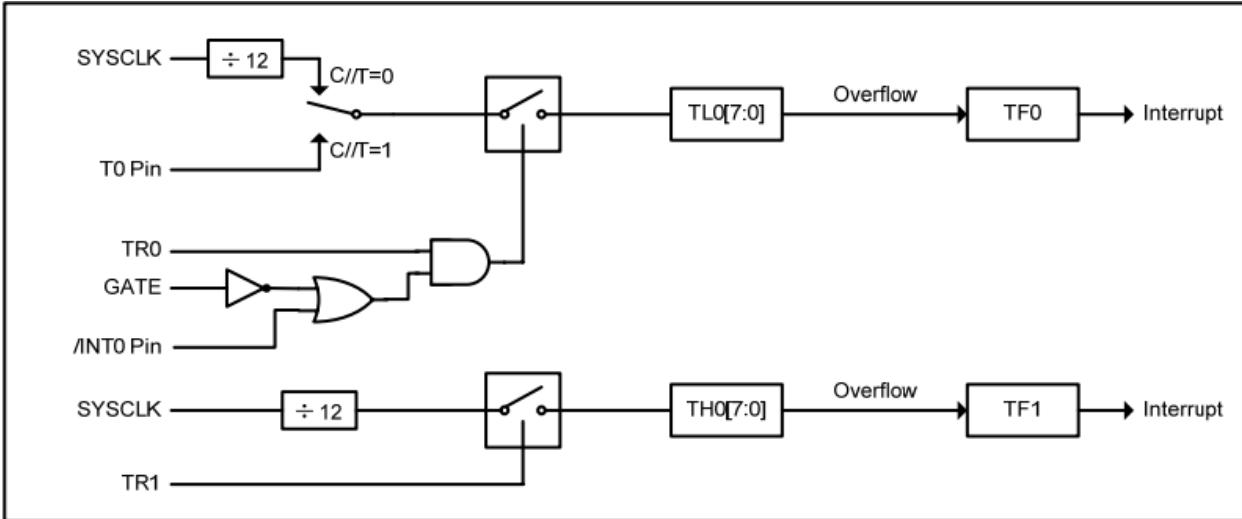 SYSCLK
÷ 12
C//T=0
TL0[7:0]
Overflow
TF0
Interrupt
C//T=1
T0 Pin
TR0
GATE
/INT0 Pin
SYSCLK
÷ 12
TH0[7:0]
Overflow
TF1
Interrupt
TR1